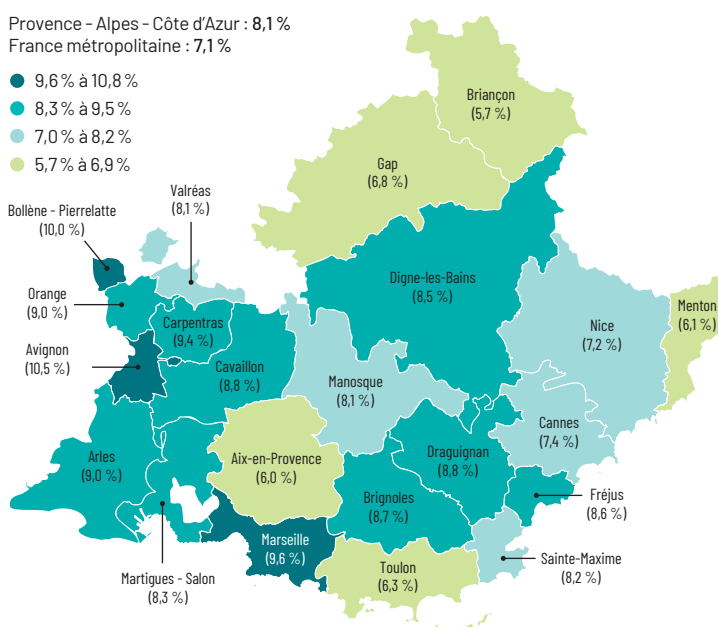 Provence - Alpes - Côte d’Azur : 8,1 %
France métropolitaine : 7,1 %
9,6 % à 10,8 %
8,3 % à 9,5 %
7,0 % à 8,2 %
5,7 % à 6,9 %
Briançon
(5,7 %)
Gap
(6,8 %)
Valréas
(8,1 %)
Bollène - Pierrelatte
(10,0 %)
Orange
(9,0 %)
Carpentras
(9,4 %)
Avignon
(10,5 %)
Cavaillon
(8,8 %)
Digne-les-Bains
(8,5 %)
Nice
(7,2 %)
Menton
(6,1 %)
Manosque
(8,1 %)
Cannes
(7,4 %)
Arles
(9,0 %)
Aix-en-Provence
(6,0 %)
Draguignan
(8,8 %)
Brignoles
(8,7 %)
Fréjus
(8,6 %)
Marseille
(9,6 %)
Toulon
(6,3 %)
Sainte-Maxime
(8,2 %)
Martigues - Salon
(8,3 %)